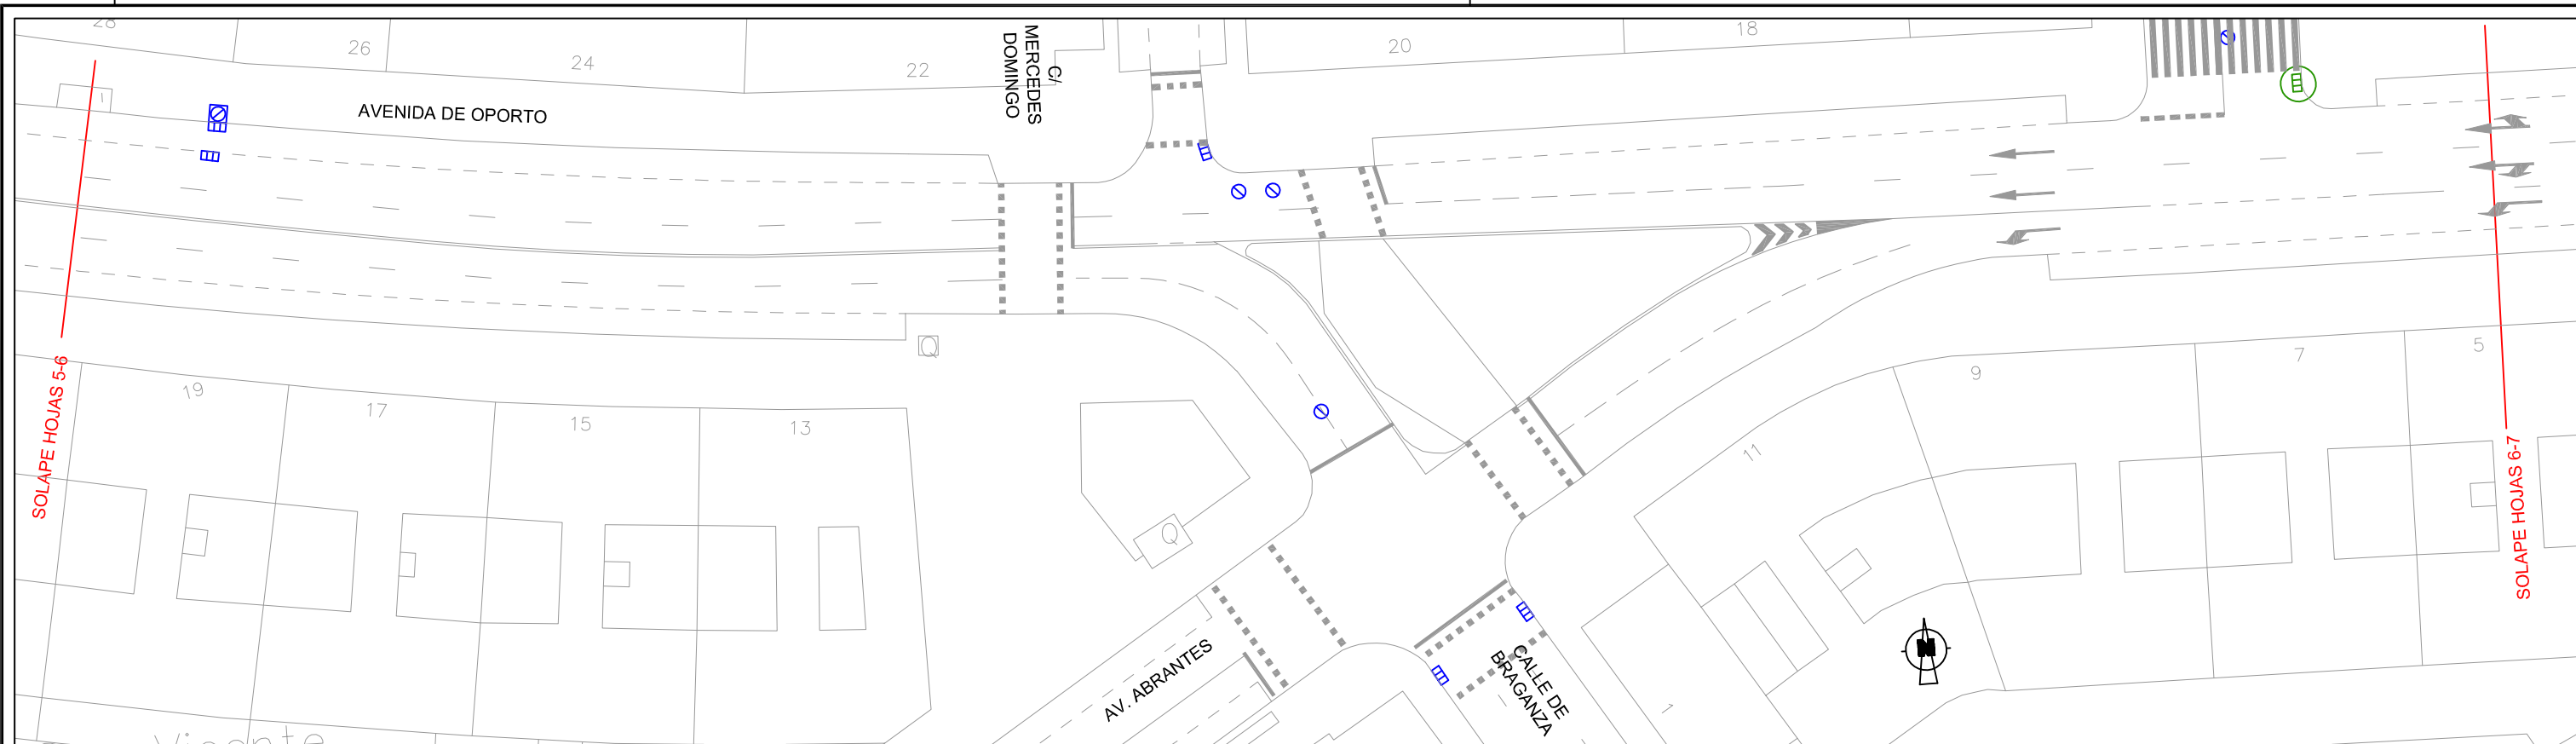 28
26
24
22
20
18
AVENIDA DE OPORTO
C/
MERCEDES
DOMINGO
SOLAPE HOJAS 5-6
SOLAPE HOJAS 6-7
19
17
15
13
Q
Q
11
9
7
5
AV. ABRANTES
CALLE DE
BRAGANZA
1
N
Vicente